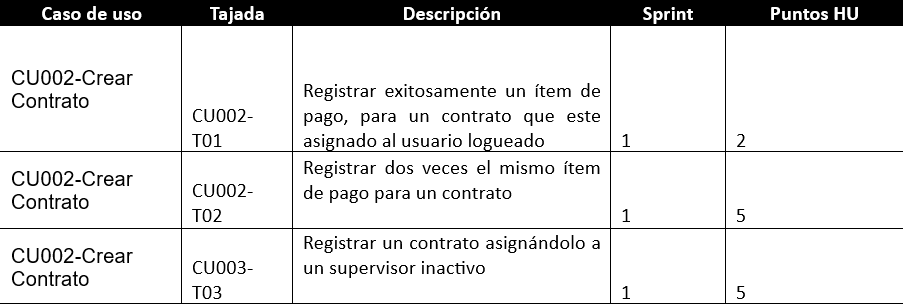 Caso de uso Tajada Descripción Sprint Puntos HU
CU002-Crear
Contrato
CU002-
T01
Registrar exitosamente un ítem de
pago, para un contrato que este
asignado al usuario logueado
1
2
CU002-Crear
Contrato
CU002-
T02
Registrar dos veces el mismo ítem
de pago para un contrato
1
5
CU002-Crear
Contrato
CU003-
T03
Registrar un contrato asignándolo a
un supervisor inactivo
1
5